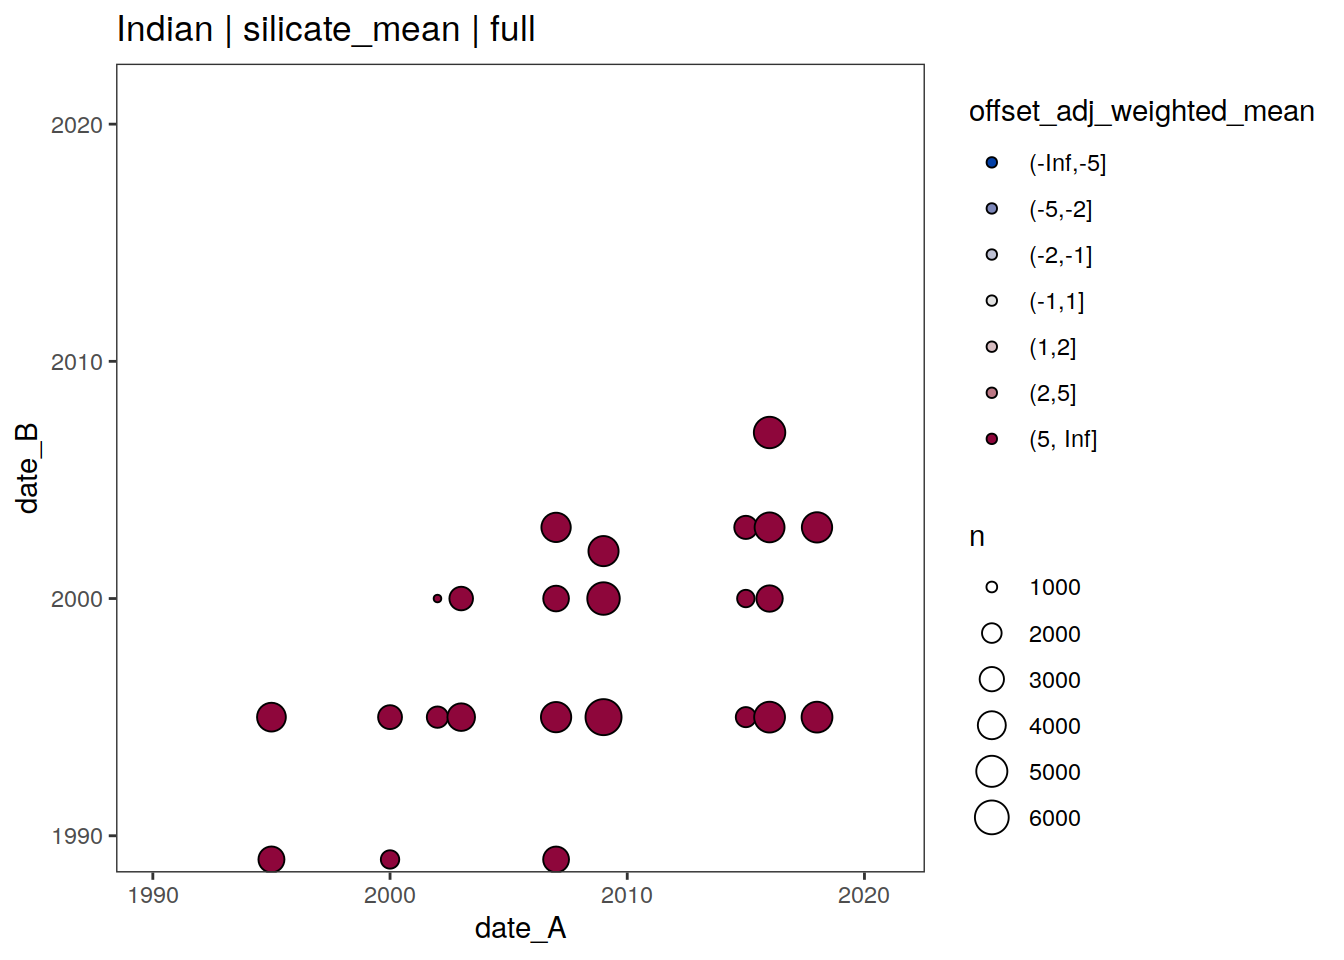 Indian | silicate_mean | full
2020
2010
2000
1990
date_B
1990
2000
2010
2020
date_A
offset_adj_weighted_mean
(-Inf,-5]
(-5,-2]
(-2,-1]
(-1,1]
(1,2]
(2,5]
(5, Inf]
n
1000
2000
3000
4000
5000
6000